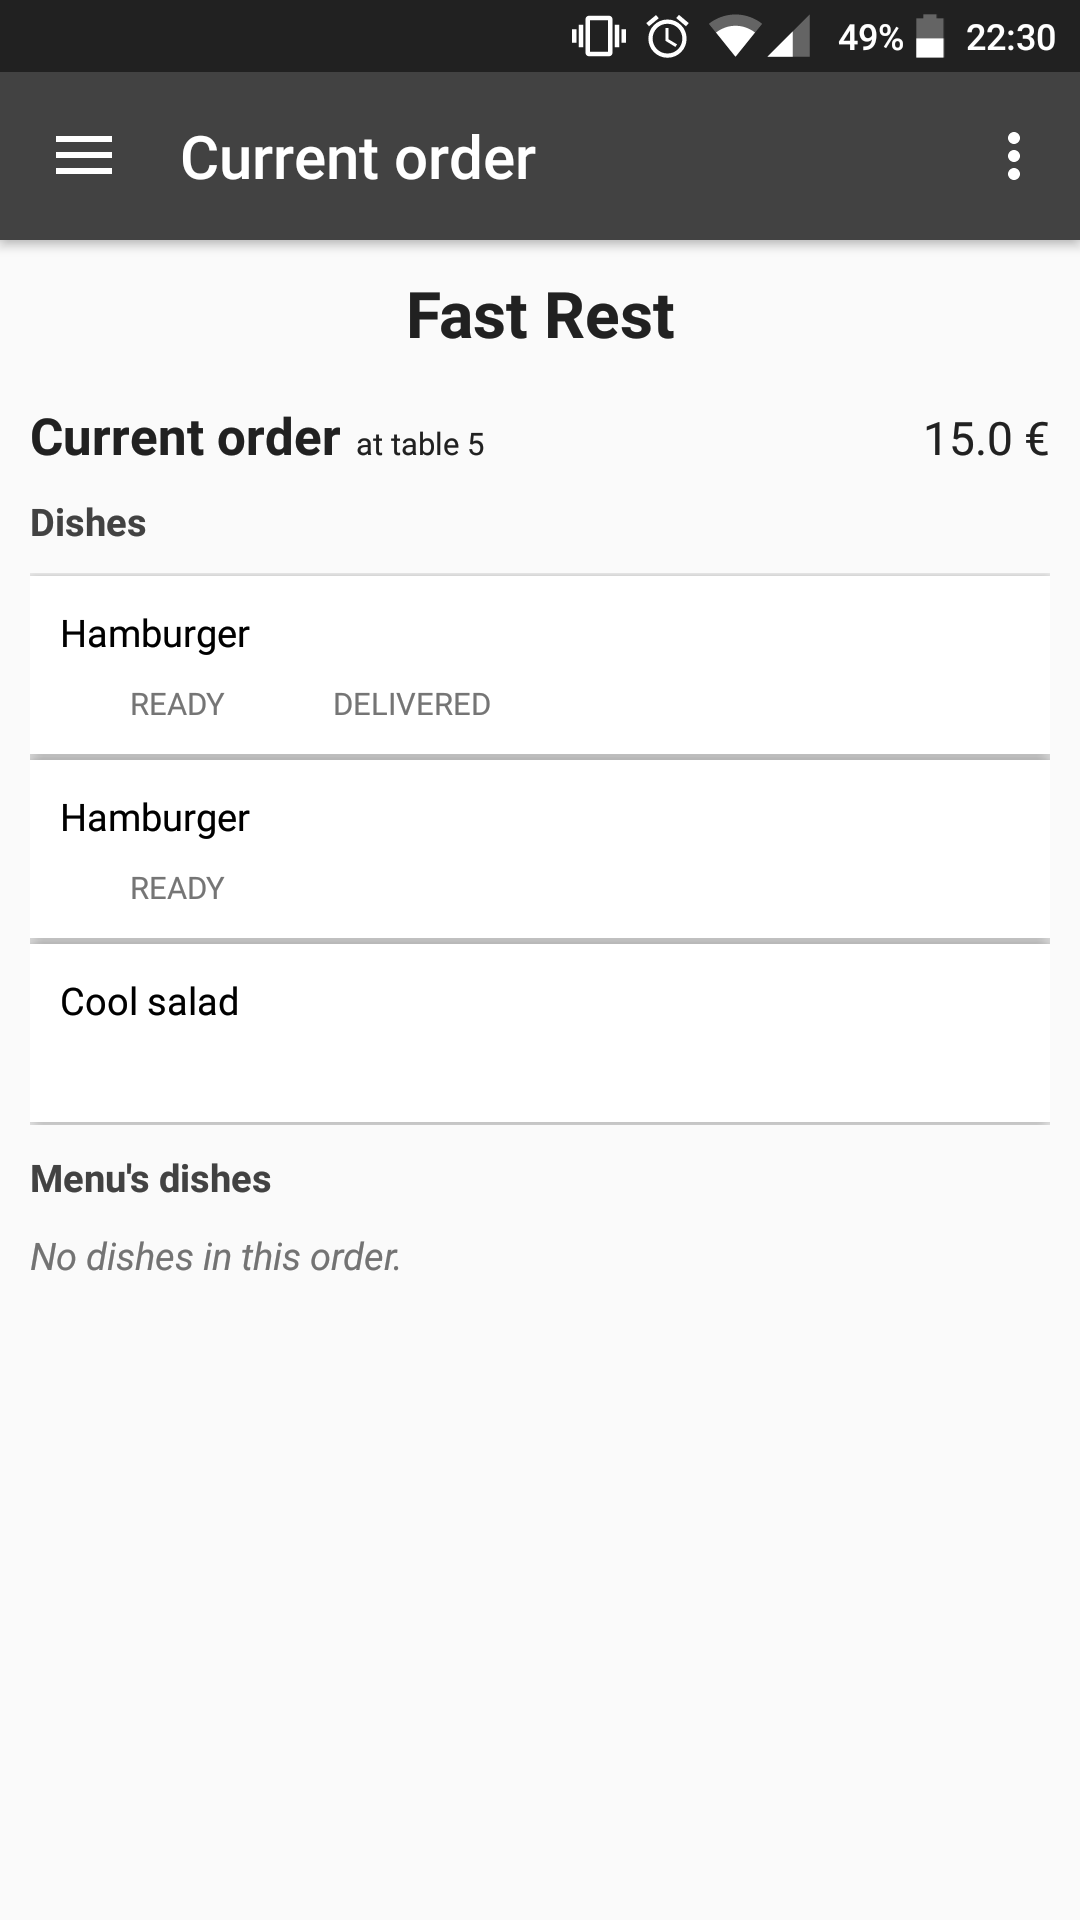 49% 22:30
Current order
Fast Rest
Current order at table 5 15.0 €
Dishes
Hamburger
READY DELIVERED
Hamburger
READY
Cool salad
Menu's dishes
No dishes in this order.